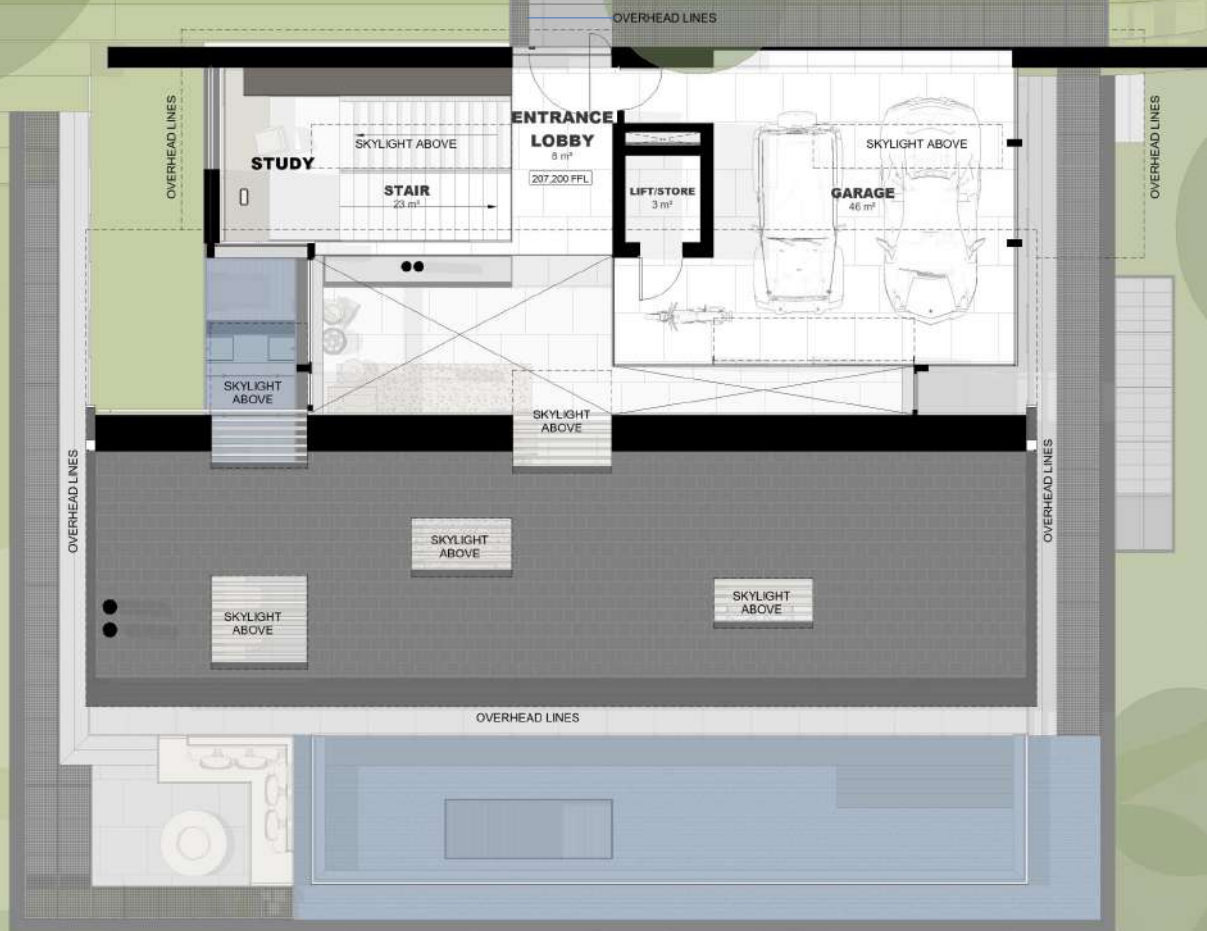 OVERHEAD LINES
OVERHEAD LINES
OVERHEAD LINES
ENTRANCE
LOBBY
8 m²
207,200 FFL
SKYLIGHT ABOVE
SKYLIGHT ABOVE
STUDY
STAIR
23 m²
LIFT/STORE
3 m²
GARAGE
46 m²
SKYLIGHT
ABOVE
SKYLIGHT
ABOVE
OVERHEAD LINES
OVERHEAD LINES
SKYLIGHT
ABOVE
SKYLIGHT
ABOVE
SKYLIGHT
ABOVE
OVERHEAD LINES